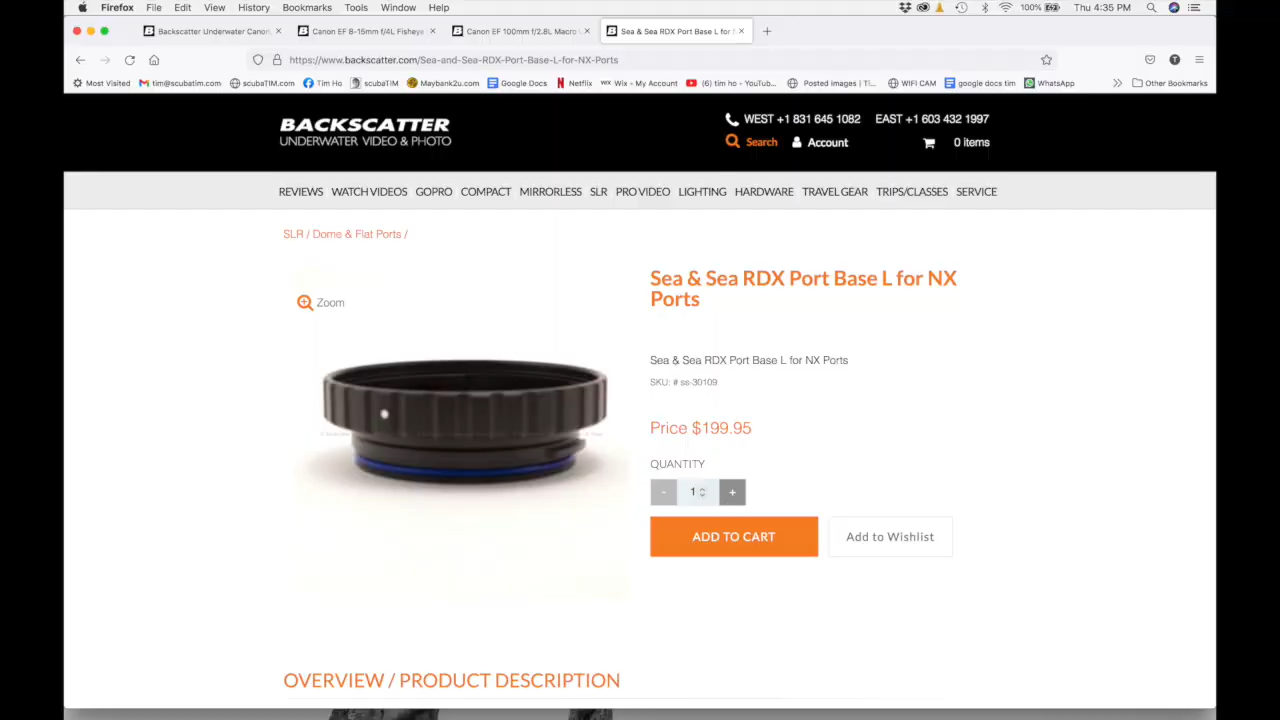 Firefox File Edit View History Bookmarks Tools Window Help 100% Thu 4:35 PM
Backscatter Underwater Canon. × Canon EF 8-15mm f/4L Fisheye × Canon EF 100mm f/2.8L Macro × Sea & Sea RDX Port Base L for × +
https://www.backscatter.com/Sea-and-Sea-RDX-Port-Base-L-for-NX-Ports
Most Visited tim@scubatim.com scubaTIM.com Tim Ho scubaTIM Maybank2u.com Google Docs Netflix Wix - My Account (6) tim ho - YouTub... Posted images | Ti... WIFI CAM google docs tim WhatsApp Other Bookmarks
BACKSCATTER
UNDERWATER VIDEO & PHOTO
WEST +1 831 645 1082 EAST +1 603 432 1997
Search Account 0 items
REVIEWS WATCH VIDEOS GOPRO COMPACT MIRRORLESS SLR PRO VIDEO LIGHTING HARDWARE TRAVEL GEAR TRIPS/CLASSES SERVICE
SLR / Dome & Flat Ports /
Zoom
Sea & Sea RDX Port Base L for NX
Ports
Sea & Sea RDX Port Base L for NX Ports
SKU: # ss-30109
Price $199.95
QUANTITY
- 1 +
ADD TO CART Add to Wishlist
OVERVIEW / PRODUCT DESCRIPTION